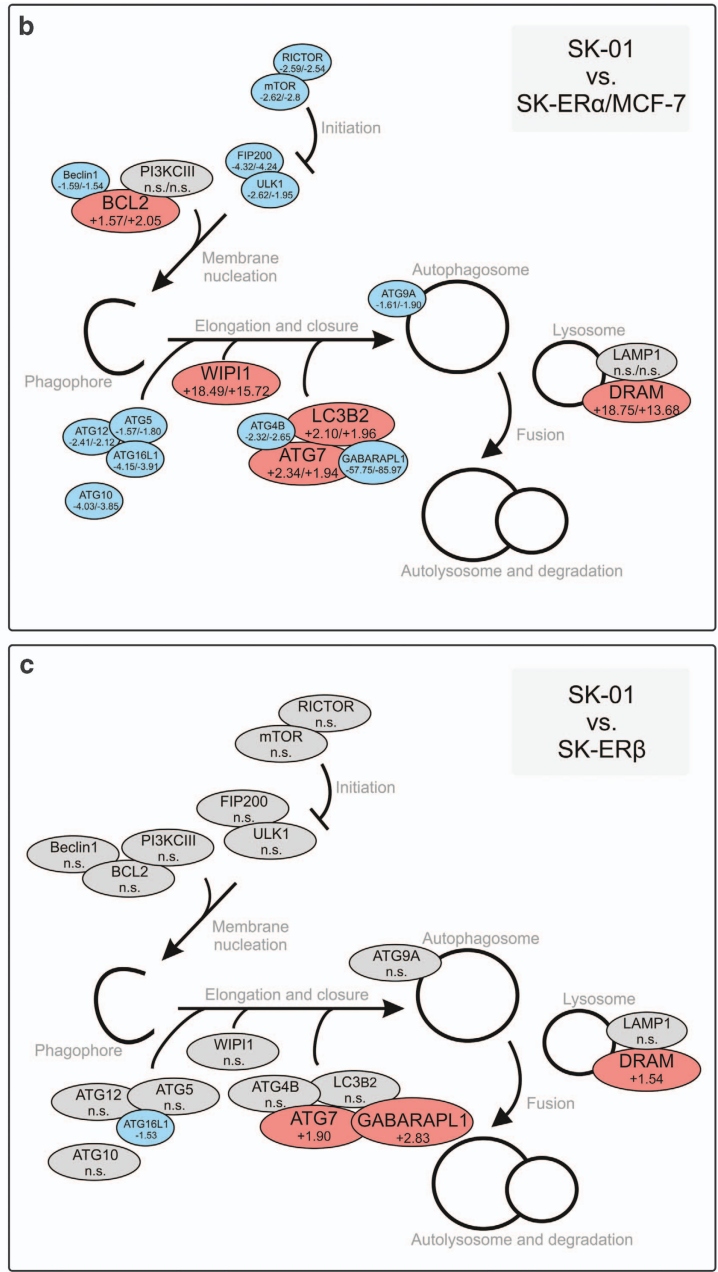 b
SK-01
vs.
SK-ERα/MCF-7
RICTOR
-2.59/-2.54
mTOR
-2.62/-2.8
Initiation
FIP200
-4.32/-4.24
ULK1
-2.62/-1.95
Beclin1
-1.59/-1.54
PI3KCIII
n.s./n.s.
BCL2
+1.57/+2.05
Membrane
nucleation
Autophagosome
ATG9A
-1.61/-1.90
Elongation and closure
Lysosome
LAMP1
n.s./n.s.
DRAM
+18.75/+13.68
Phagophore
WIPI1
+18.49/+15.72
ATG12
-2.41/-2.12
ATG5
-1.57/-1.80
ATG16L1
-4.15/-3.91
ATG10
-4.03/-3.85
ATG4B
-2.32/-2.65
LC3B2
+2.10/+1.96
ATG7
+2.34/+1.94
GABARAPL1
-57.75/-85.97
Fusion
Autolysosome and degradation
c
SK-01
vs.
SK-ERβ
RICTOR
n.s.
mTOR
n.s.
Initiation
FIP200
n.s.
ULK1
n.s.
Beclin1
n.s.
PI3KCIII
n.s.
BCL2
n.s.
Membrane
nucleation
Autophagosome
ATG9A
n.s.
Elongation and closure
Lysosome
LAMP1
n.s.
DRAM
+1.54
Phagophore
WIPI1
n.s.
ATG12
n.s.
ATG5
n.s.
ATG16L1
-1.53
ATG10
n.s.
ATG4B
n.s.
LC3B2
n.s.
ATG7
+1.90
GABARAPL1
+2.83
Fusion
Autolysosome and degradation